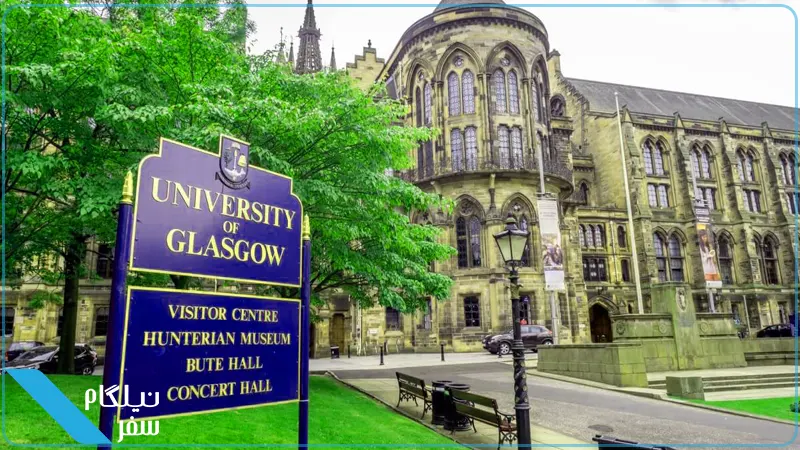 UNIVERSITY
OF
GLASGOW
VISITOR CENTRE
HUNTERIAN MUSEUM
BUTE HALL
CONCERT HALL
نیلگام
سفر